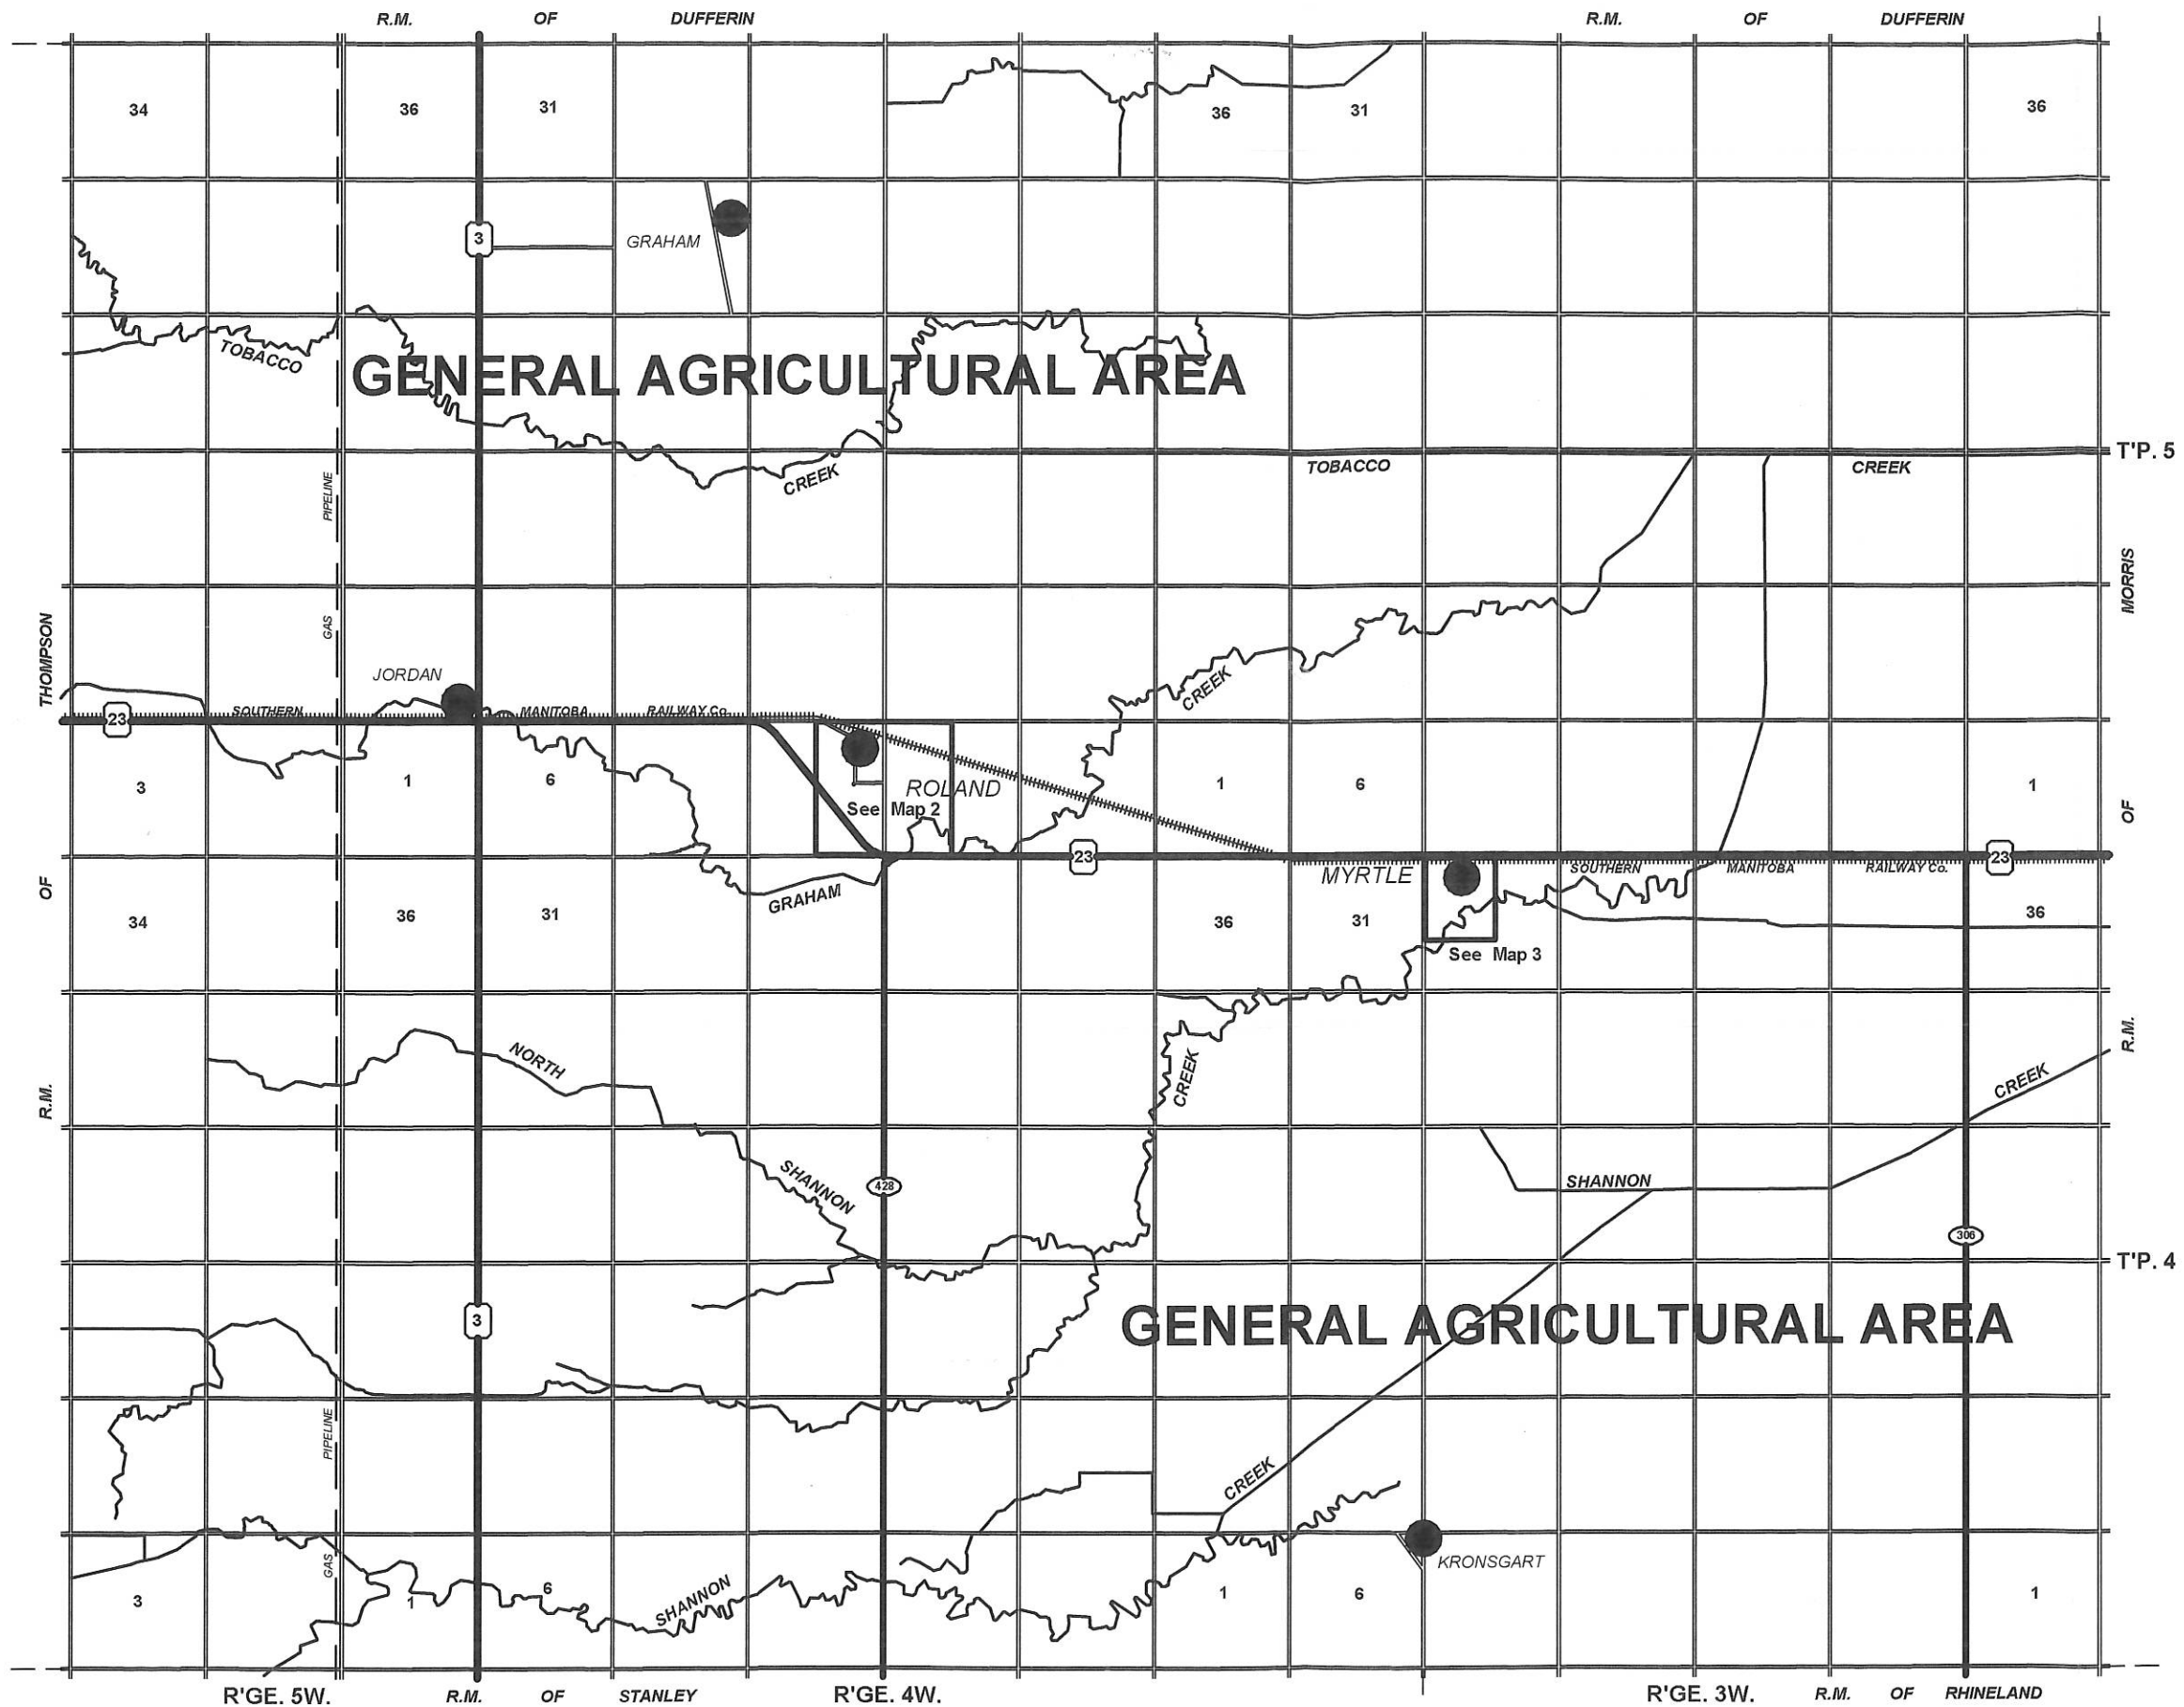 R.M. OF DUFFERIN
R.M. OF DUFFERIN
34
36
31
36
31
36
3
GRAHAM
TOBACCO
GENERAL AGRICULTURAL AREA
CREEK
TOBACCO CREEK
T'P. 5
PIPELINE
GAS
R.M. OF THOMPSON
R.M. OF MORRIS
JORDAN
CREEK
23
SOUTHERN MANITOBA RAILWAY Co.
3
1
6
ROLAND
See Map 2
1
6
1
23
23
GRAHAM
MYRTLE
SOUTHERN MANITOBA RAILWAY Co.
34
36
31
36
31
36
See Map 3
NORTH
CREEK
CREEK
SHANNON
428
SHANNON
306
T'P. 4
3
GENERAL AGRICULTURAL AREA
PIPELINE
CREEK
GAS
KRONSGART
3
1
6
SHANNON
1
6
1
R'GE. 5W.
R.M. OF STANLEY
R'GE. 4W.
R'GE. 3W.
R.M. OF RHINELAND